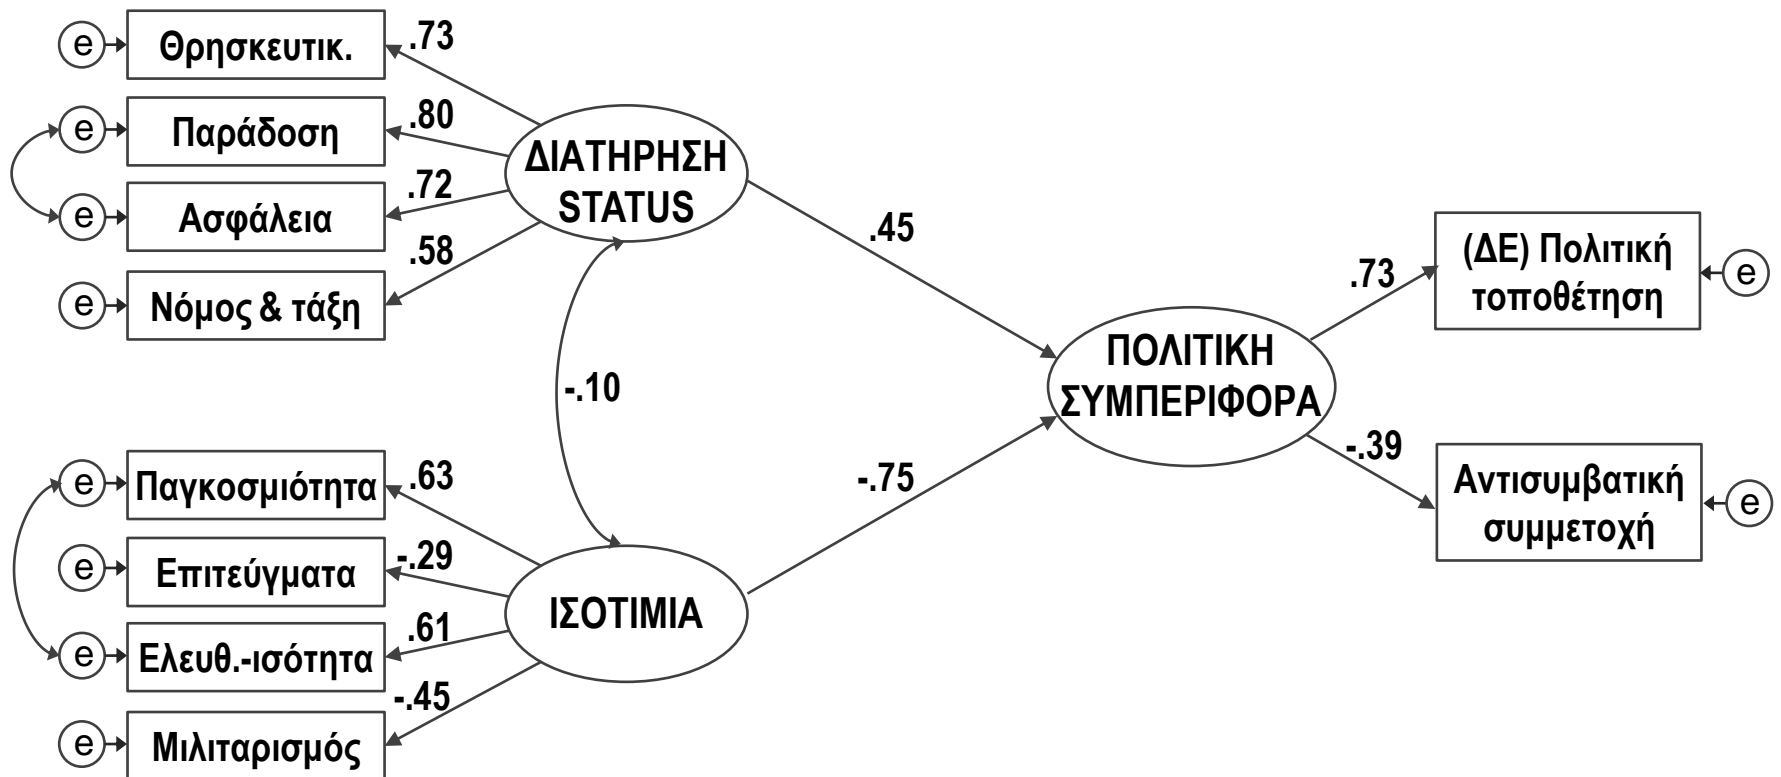 e
Θρησκευτικ.
.73
e
Παράδοση
.80
e
Ασφάλεια
.72
e
Νόμος & τάξη
.58
ΔΙΑΤΗΡΗΣΗ
STATUS
-.10
e
Παγκοσμιότητα
.63
e
Επιτεύγματα
-.29
e
Ελευθ.-ισότητα
.61
e
Μιλιταρισμός
-.45
ΙΣΟΤΙΜΙΑ
.45
-.75
ΠΟΛΙΤΙΚΗ
ΣΥΜΠΕΡΙΦΟΡΑ
.73
(ΔΕ) Πολιτική
τοποθέτηση
e
-.39
Αντισυμβατική
συμμετοχή
e